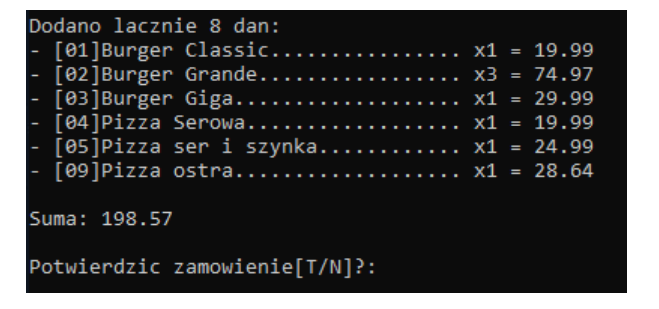 Dodano lacznie 8 dan:
- [01]Burger Classic................ x1 = 19.99
- [02]Burger Grande................. x3 = 74.97
- [03]Burger Giga................... x1 = 29.99
- [04]Pizza Serowa.................. x1 = 19.99
- [05]Pizza ser i szynka............ x1 = 24.99
- [09]Pizza ostra................... x1 = 28.64
Suma: 198.57
Potwierdzic zamowienie[T/N]?: